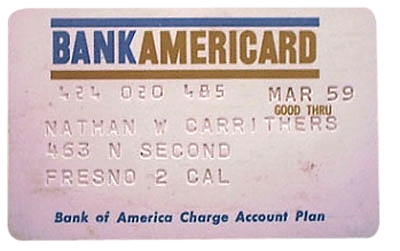 BANKAMERICARD
424 020 485 MAR 59
GOOD THRU
NATHAN W CARRITHERS
463 N SECOND
FRESNO 2 CAL
Bank of America Charge Account Plan